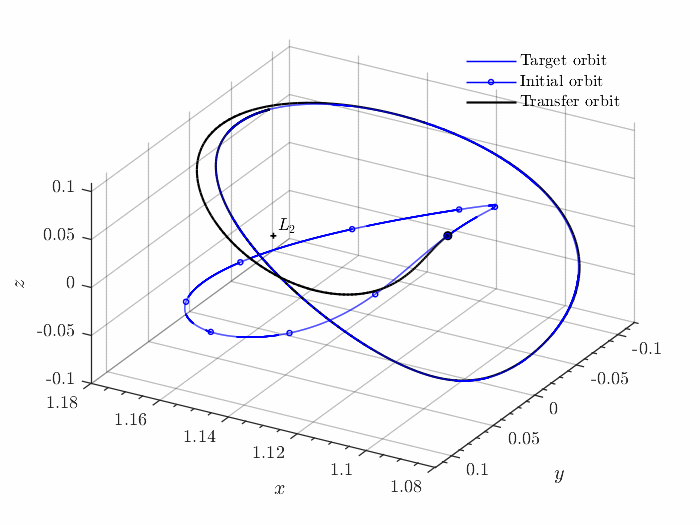 Target orbit
Initial orbit
Transfer orbit
L2
0.1
0.05
0
-0.05
-0.1
z
1.18
1.16
1.14
1.12
1.1
1.08
x
0.1
0.05
0
-0.05
-0.1
y